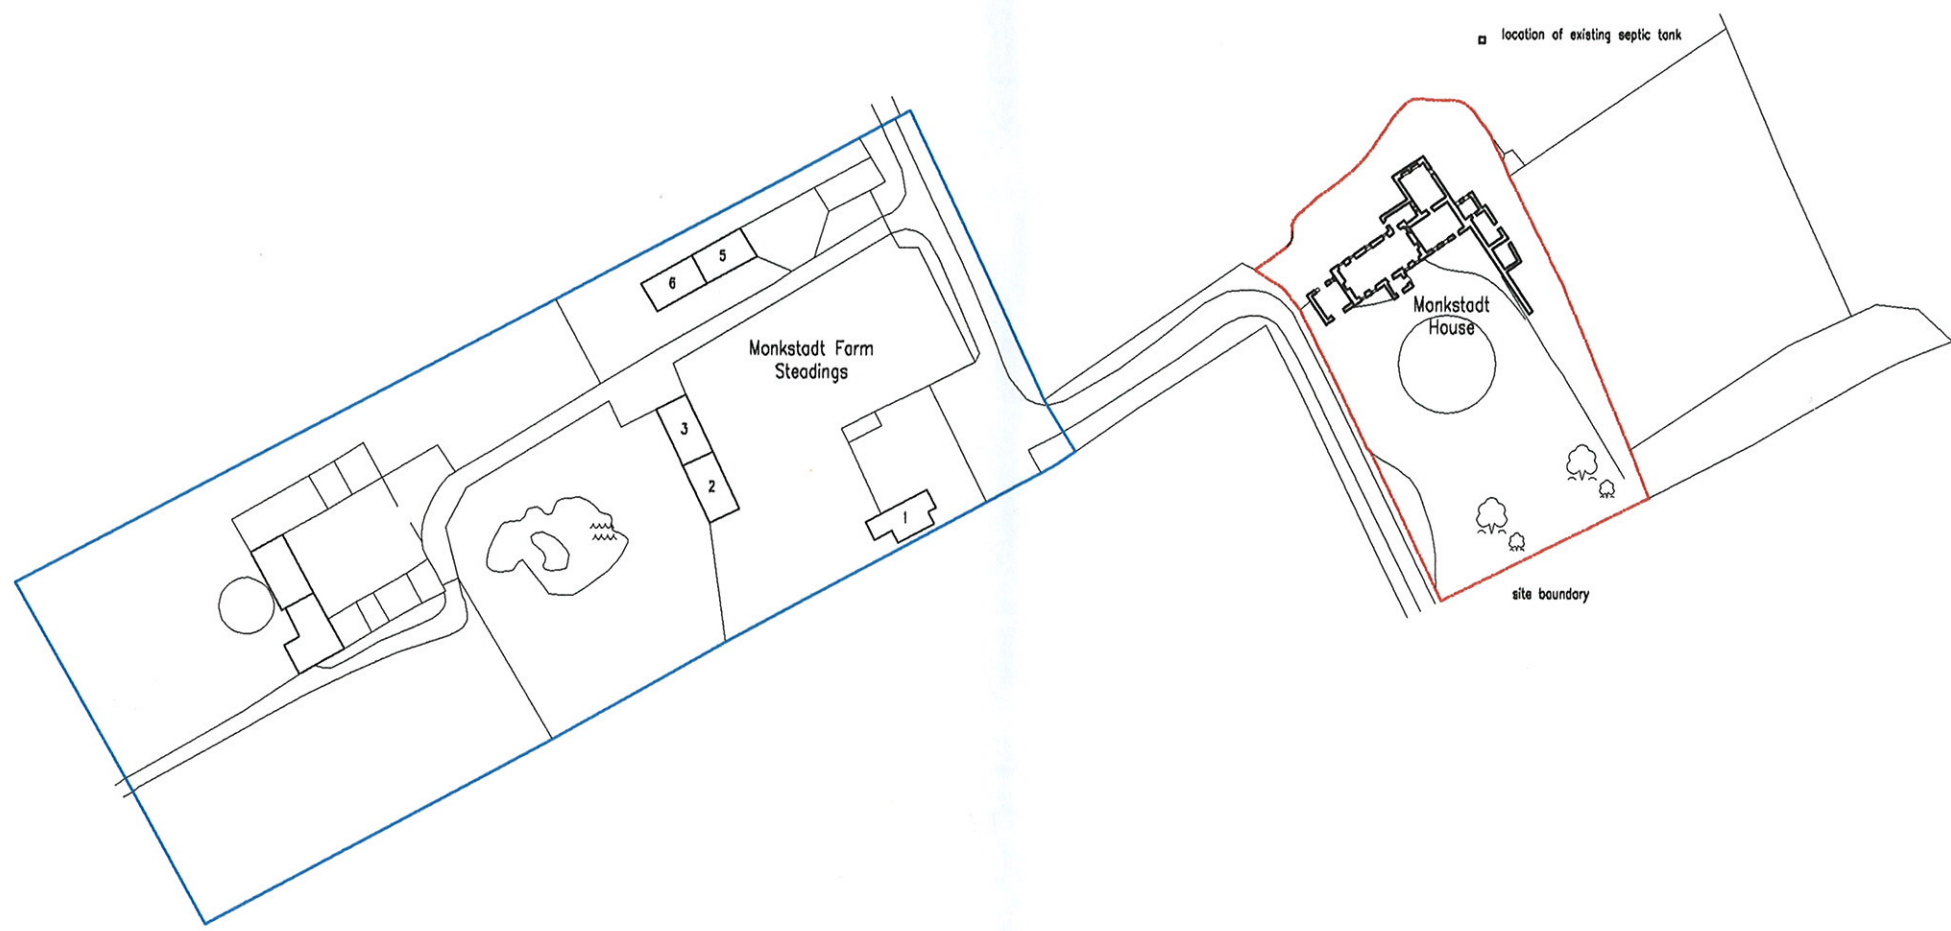 location of existing septic tank
5
6
Monkstadt
House
Monkstadt Farm
Steadings
3
2
1
site boundary